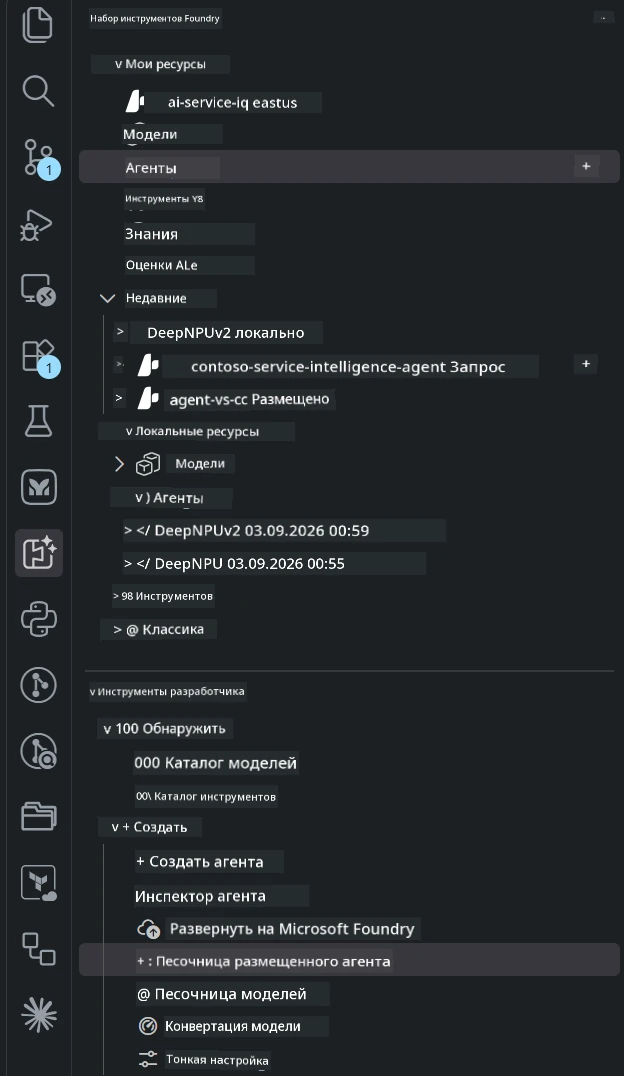 Набор инструментов Foundry
v Мои ресурсы
ai-service-iq eastus
Модели
Агенты +
Инструменты Y8
Знания
Оценки ALe
Недавние
> DeepNPUv2 локально
> contoso-service-intelligence-agent Запрос +
> agent-vs-cc Размещено
v Локальные ресурсы
Модели
v ) Агенты
> </ DeepNPUv2 03.09.2026 00:59
> </ DeepNPU 03.09.2026 00:55
> 98 Инструментов
> @ Классика
v Инструменты разработчика
v 100 Обнаружить
000 Каталог моделей
00\ Каталог инструментов
v + Создать
+ Создать агента
Инспектор агента
Развернуть на Microsoft Foundry
+ : Песочница размещенного агента
@ Песочница моделей
Конвертация модели
Тонкая настройка
1
1